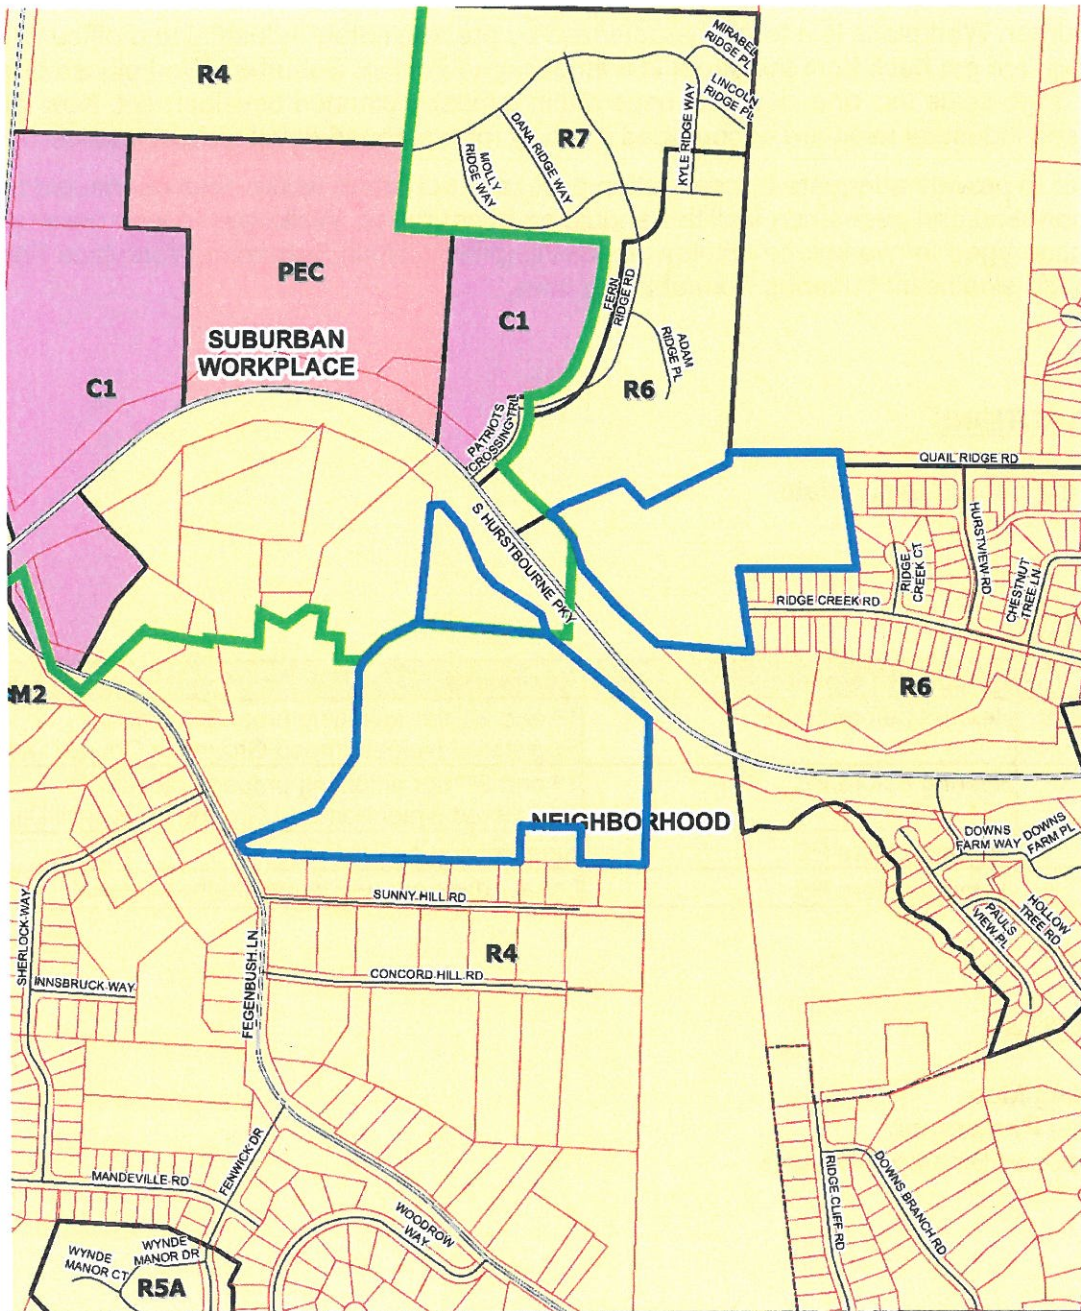 MIRABEL
RIDGE PL
R4
LINCOLN
RIDGE PL
DANA RIDGE WAY
R7
KYLE RIDGE WAY
MOLLY
RIDGE WAY
PEC
FERN
RIDGE RD
C1
SUBURBAN
WORKPLACE
ADAM
RIDGE PL
C1
R6
PATRIOTS
CROSSING TRL
QUAIL RIDGE RD
S HURSTBOURNE PKY
HURSTVIEW RD
RIDGE
CREEK CT
CHESTNUT
TREE LN
RIDGE CREEK RD
M2
R6
NEIGHBORHOOD
DOWNS
FARM WAY
DOWNS
FARM PL
SHERLOCK WAY
SUNNY HILL RD
PAULS
VIEW PL
HOLLOW
TREE RD
R4
INNSBRUCK WAY
FEGENBUSH LN
CONCORD HILL RD
FENWICK DR
MANDEVILLE RD
WOODROW
WAY
RIDGE CLIFF RD
DOWNS BRANCH RD
WYNDE
MANOR CT
WYNDE
MANOR DR
R5A